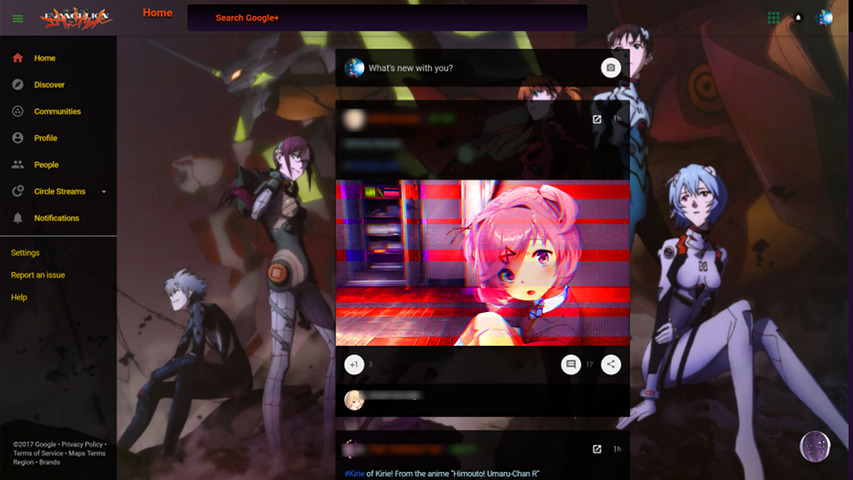 EVANGELION
Home
Search Google+
Home
Discover
Communities
Profile
People
Circle Streams
Notifications
Settings
Report an issue
Help
©2017 Google • Privacy Policy •
Terms of Service • Maps Terms
Region • Brands
What's new with you?
1h
+1
3
17
1h
#Kirie of Kirie! From the anime "Himouto! Umaru-Chan R"